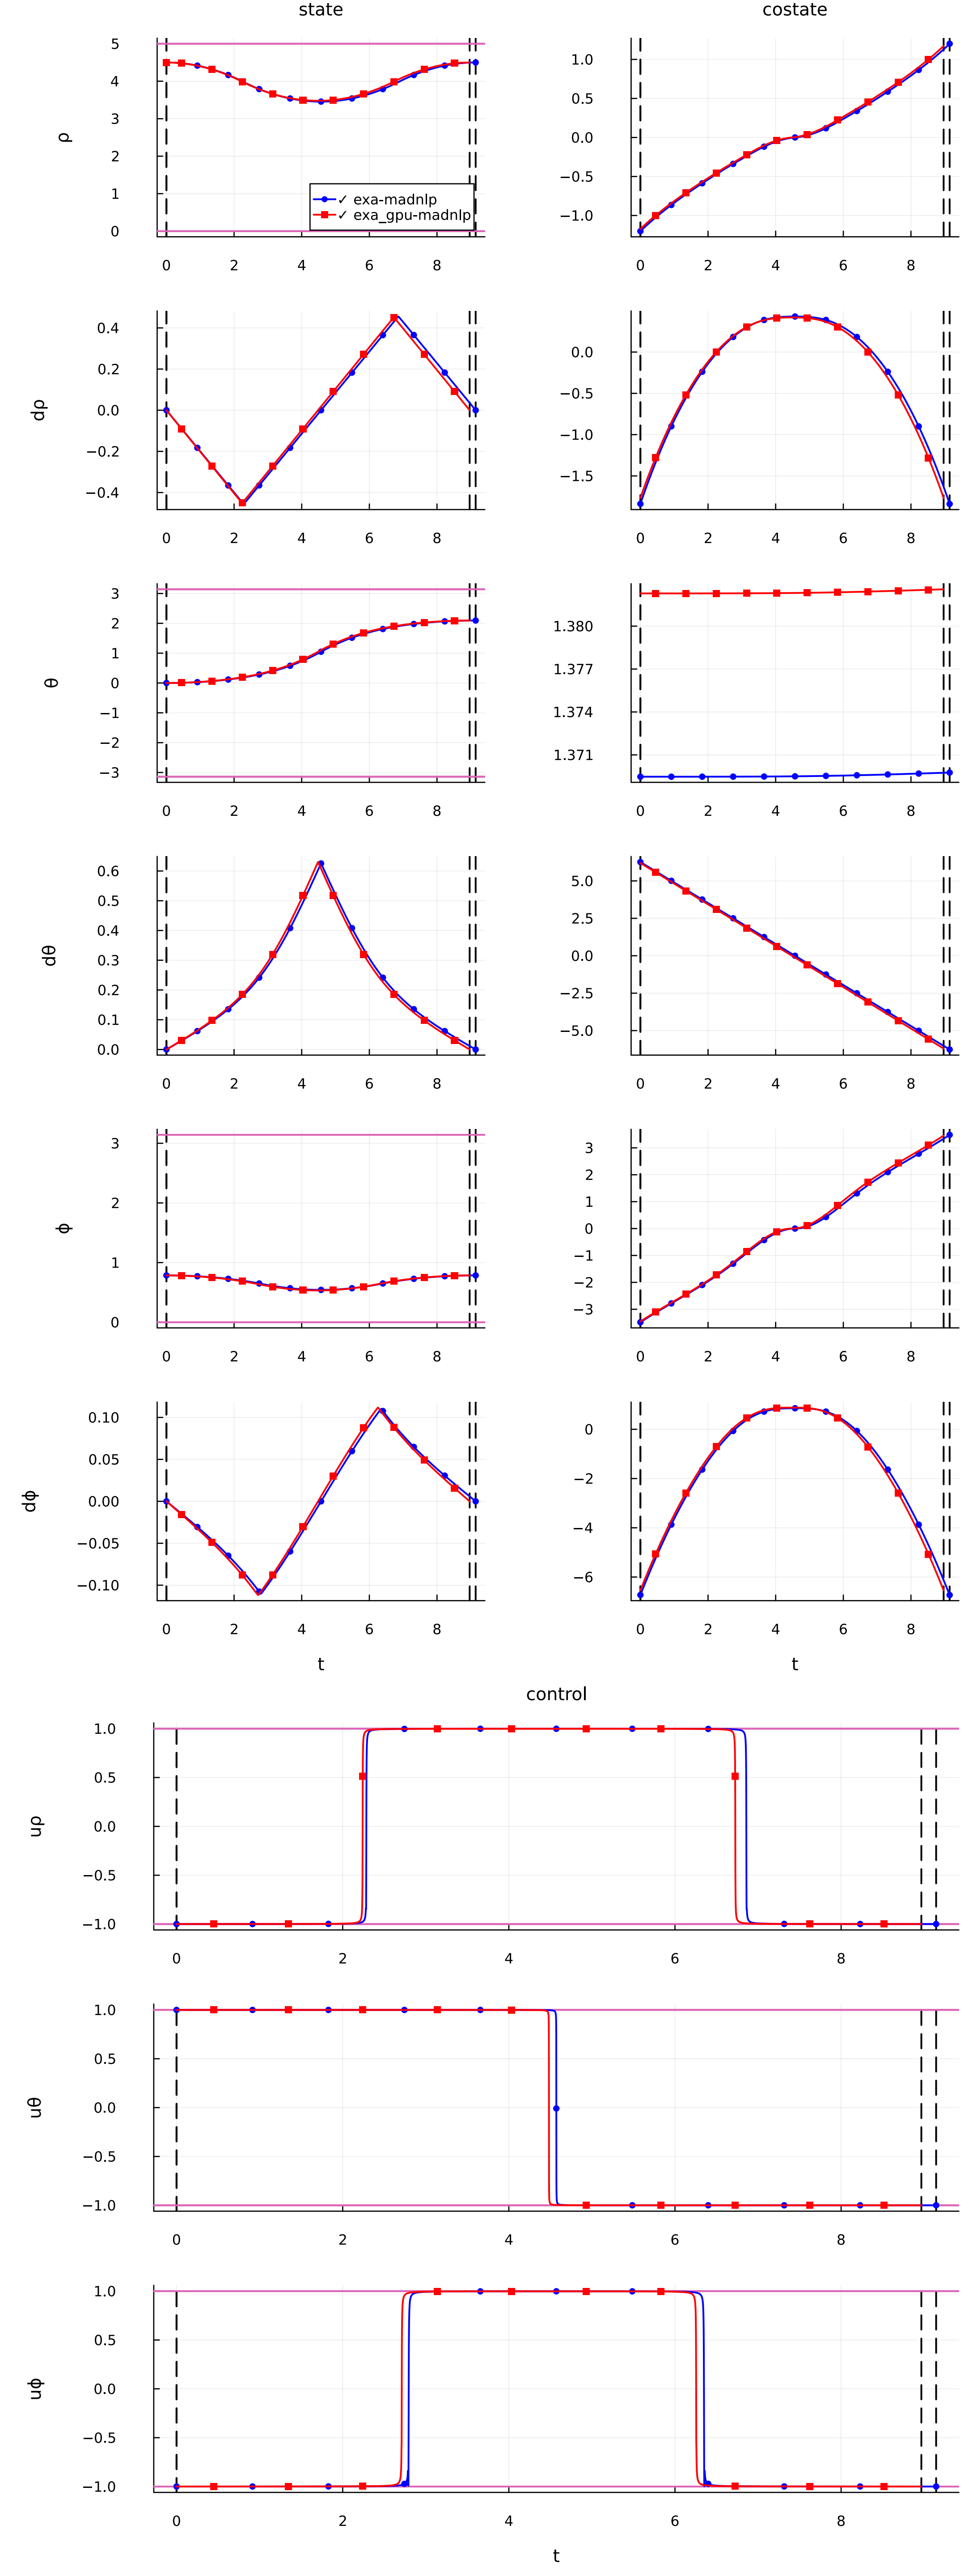 state costate
ρ
5
4
3
2
1
0
✓ exa-madnlp
✓ exa_gpu-madnlp
0 2 4 6 8
1.0
0.5
0.0
−0.5
−1.0
0 2 4 6 8
dρ
0.4
0.2
0.0
−0.2
−0.4
0 2 4 6 8
0.0
−0.5
−1.0
−1.5
0 2 4 6 8
θ
3
2
1
0
−1
−2
−3
0 2 4 6 8
1.380
1.377
1.374
1.371
0 2 4 6 8
dθ
0.6
0.5
0.4
0.3
0.2
0.1
0.0
0 2 4 6 8
5.0
2.5
0.0
−2.5
−5.0
0 2 4 6 8
ϕ
3
2
1
0
0 2 4 6 8
3
2
1
0
−1
−2
−3
0 2 4 6 8
dϕ
0.10
0.05
0.00
−0.05
−0.10
0 2 4 6 8
t
0
−2
−4
−6
0 2 4 6 8
t
control
uρ
1.0
0.5
0.0
−0.5
−1.0
0 2 4 6 8
uθ
1.0
0.5
0.0
−0.5
−1.0
0 2 4 6 8
uϕ
1.0
0.5
0.0
−0.5
−1.0
0 2 4 6 8
t